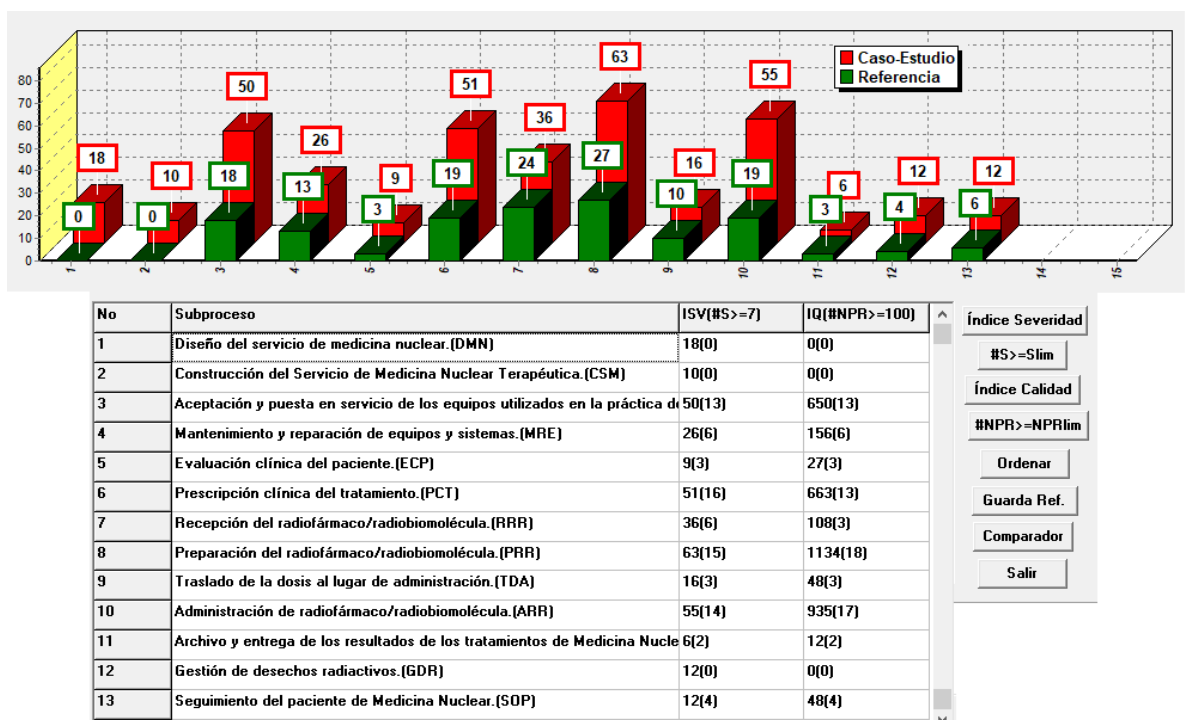 63
50
51
55
36
26
18
10
9
16
6
12
12
0
0
18
13
3
19
24
27
10
19
3
4
6
Caso-Estudio
Referencia
80
70
60
50
40
30
20
10
0
1 2 3 4 5 6 7 8 9 10 11 12 13 14 15
No Subproceso ISV(#S>=7) IQ(#NPR>=100)
1 Diseño del servicio de medicina nuclear.(DMN) 18(0) 0(0)
2 Construcción del Servicio de Medicina Nuclear Terapéutica.(CSM) 10(0) 0(0)
3 Aceptación y puesta en servicio de los equipos utilizados en la práctica d 50(13) 650(13)
4 Mantenimiento y reparación de equipos y sistemas.(MRE) 26(6) 156(6)
5 Evaluación clínica del paciente.(ECP) 9(3) 27(3)
6 Prescripción clínica del tratamiento.(PCT) 51(16) 663(13)
7 Recepción del radiofármaco/radiobiomolécula.(RRR) 36(6) 108(3)
8 Preparación del radiofármaco/radiobiomolécula.(PRR) 63(15) 1134(18)
9 Traslado de la dosis al lugar de administración.(TDA) 16(3) 48(3)
10 Administración de radiofármaco/radiobiomolécula.(ARR) 55(14) 935(17)
11 Archivo y entrega de los resultados de los tratamientos de Medicina Nucle 6(2) 12(2)
12 Gestión de desechos radiactivos.(GDR) 12(0) 0(0)
13 Seguimiento del paciente de Medicina Nuclear.(SOP) 12(4) 48(4)
Índice Severidad
#S>=Slim
Índice Calidad
#NPR>=NPRlim
Ordenar
Guarda Ref.
Comparador
Salir